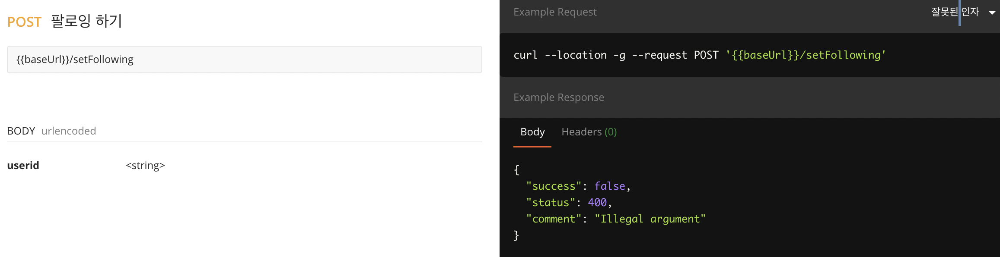 POST 팔로잉 하기
{{baseUrl}}/setFollowing
BODY urlencoded
userid <string>
Example Request 잘못된 인자
curl --location -g --request POST '{{baseUrl}}/setFollowing'
Example Response
Body Headers (0)
{
  "success": false,
  "status": 400,
  "comment": "Illegal argument"
}